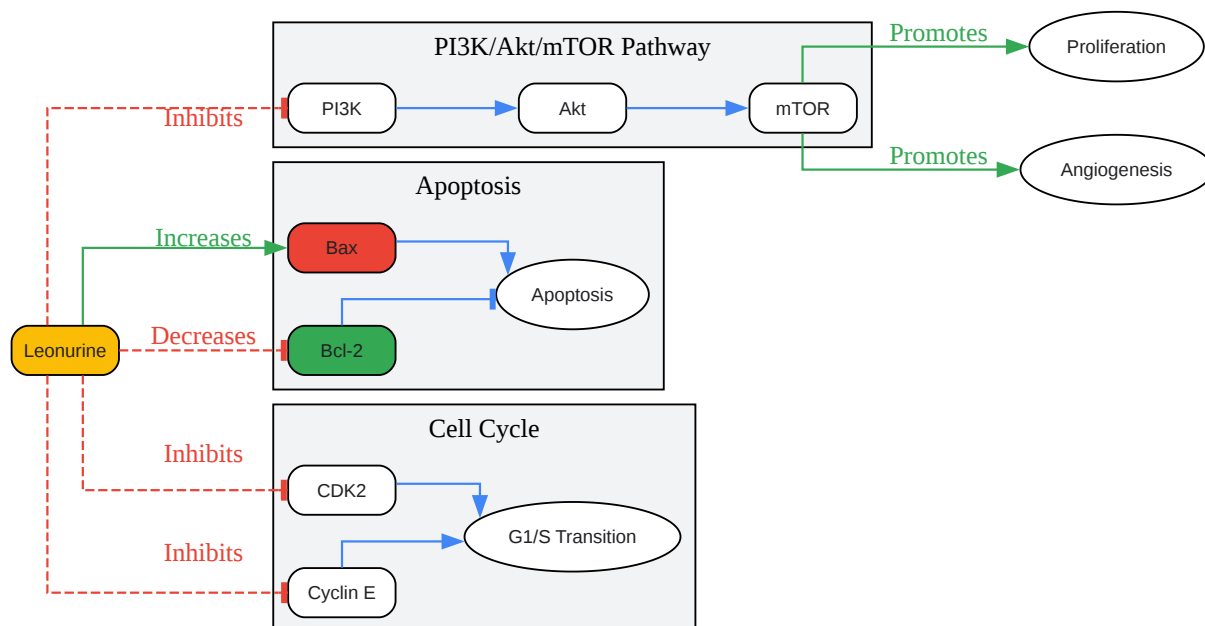 PI3K/Akt/mTOR Pathway
Promotes
Proliferation
Inhibits
PI3K
Akt
mTOR
Promotes
Angiogenesis
Apoptosis
Increases
Bax
Apoptosis
Leonurine
Decreases
Bcl-2
Cell Cycle
Inhibits
CDK2
G1/S Transition
Inhibits
Cyclin E